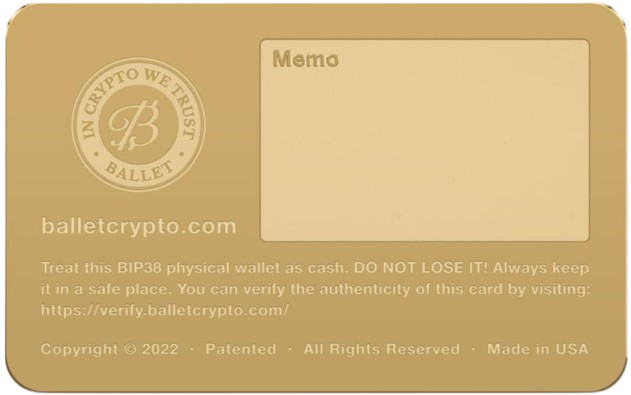 IN CRYPTO WE TRUST
B
• BALLET •
Memo
balletcrypto.com
Treat this BIP38 physical wallet as cash. DO NOT LOSE IT! Always keep
it in a safe place. You can verify the authenticity of this card by visiting:
https://verify.balletcrypto.com/
Copyright © 2022 · Patented · All Rights Reserved · Made in USA